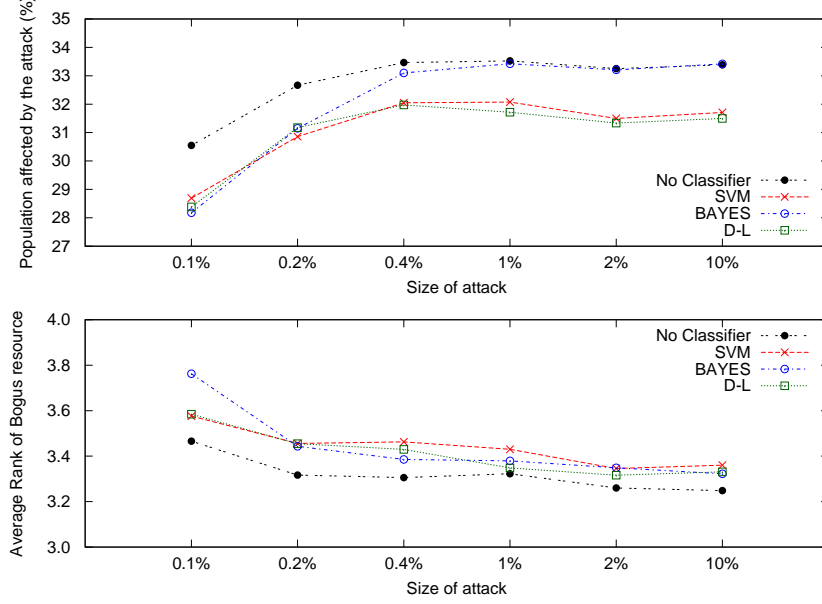 Population affected by the attack (%)
35
34
33
32
31
30
29
28
27
No Classifier
SVM
BAYES
D-L
0.1% 0.2% 0.4% 1% 2% 10%
Size of attack
Average Rank of Bogus resource
4.0
3.8
3.6
3.4
3.2
3.0
No Classifier
SVM
BAYES
D-L
0.1% 0.2% 0.4% 1% 2% 10%
Size of attack